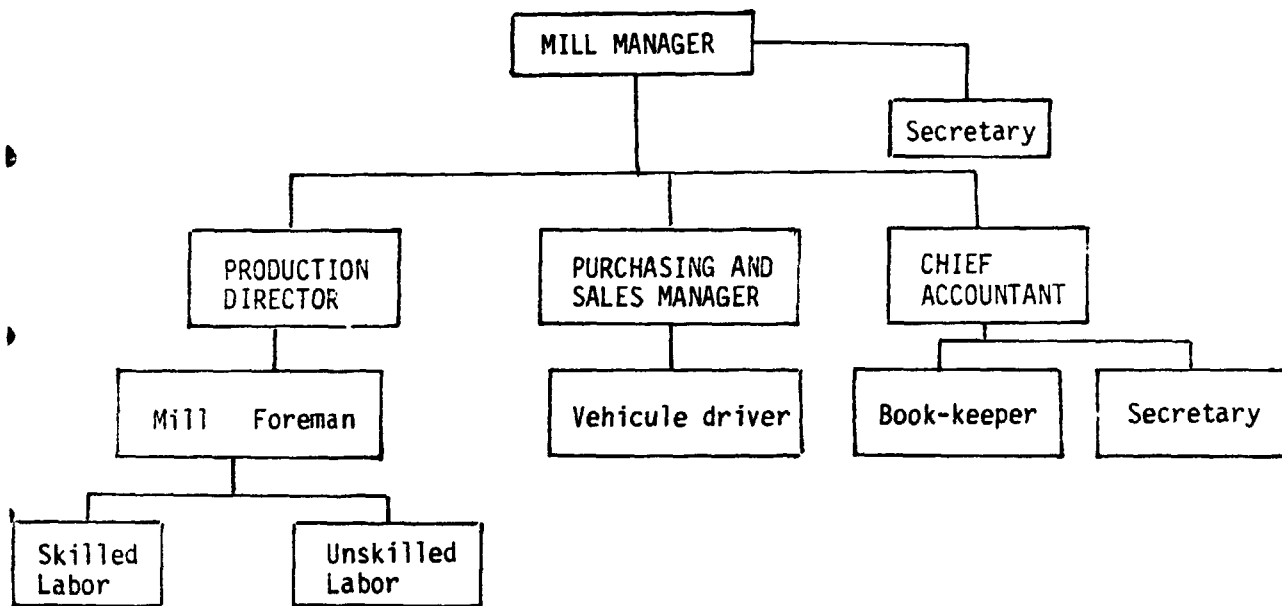 MILL MANAGER
Secretary
PRODUCTION
DIRECTOR
PURCHASING AND
SALES MANAGER
CHIEF
ACCOUNTANT
Mill Foreman
Vehicule driver
Book-keeper
Secretary
Skilled
Labor
Unskilled
Labor